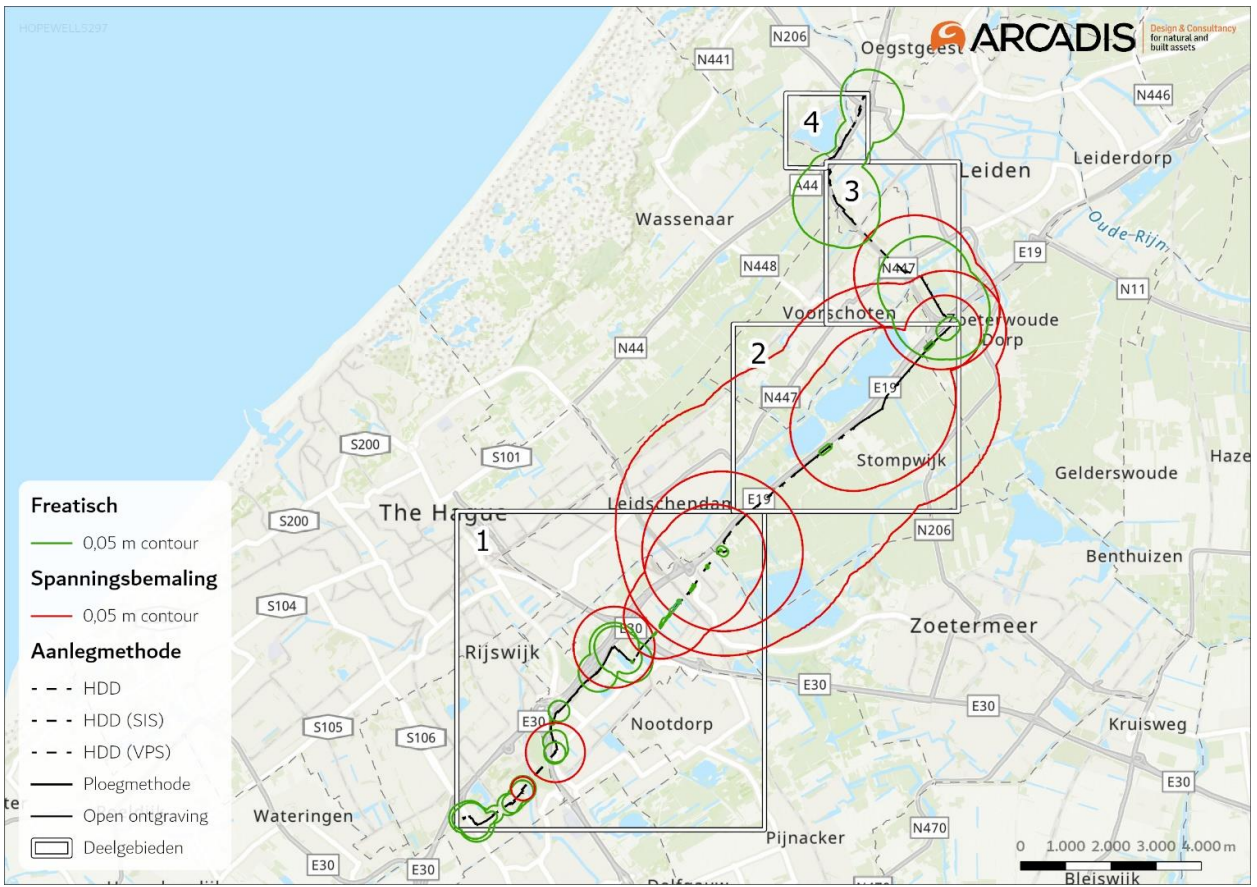 HOPEWELL5297
ARCADIS
Design & Consultancy
for natural and
built assets
N206
Oegstgeest
N441
N446
4
Leiderdorp
Leiden
A44
3
Wassenaar
Oude Rijn
E19
N448
N447
N11
Voorschoten
Zoeterwoude
Dorp
N44
2
E19
N447
S200
S101
Stompwijk
Gelderswoude
Haze
Leidschendam
E19
The Hague
S200
N206
1
Benthuizen
S104
E30
Zoetermeer
Rijswijk
E30
E30
Nootdorp
E30
Kruisweg
S105
S106
E30
Wateringen
Pijnacker
N470
E30
E30
Delfgauw
Bleiswijk
Freatisch
0,05 m contour
Spanningsbemaling
0,05 m contour
Aanlegmethode
HDD
HDD (SIS)
HDD (VPS)
Ploegmethode
Open ontgraving
Deelgebieden
0 1.000 2.000 3.000 4.000 m